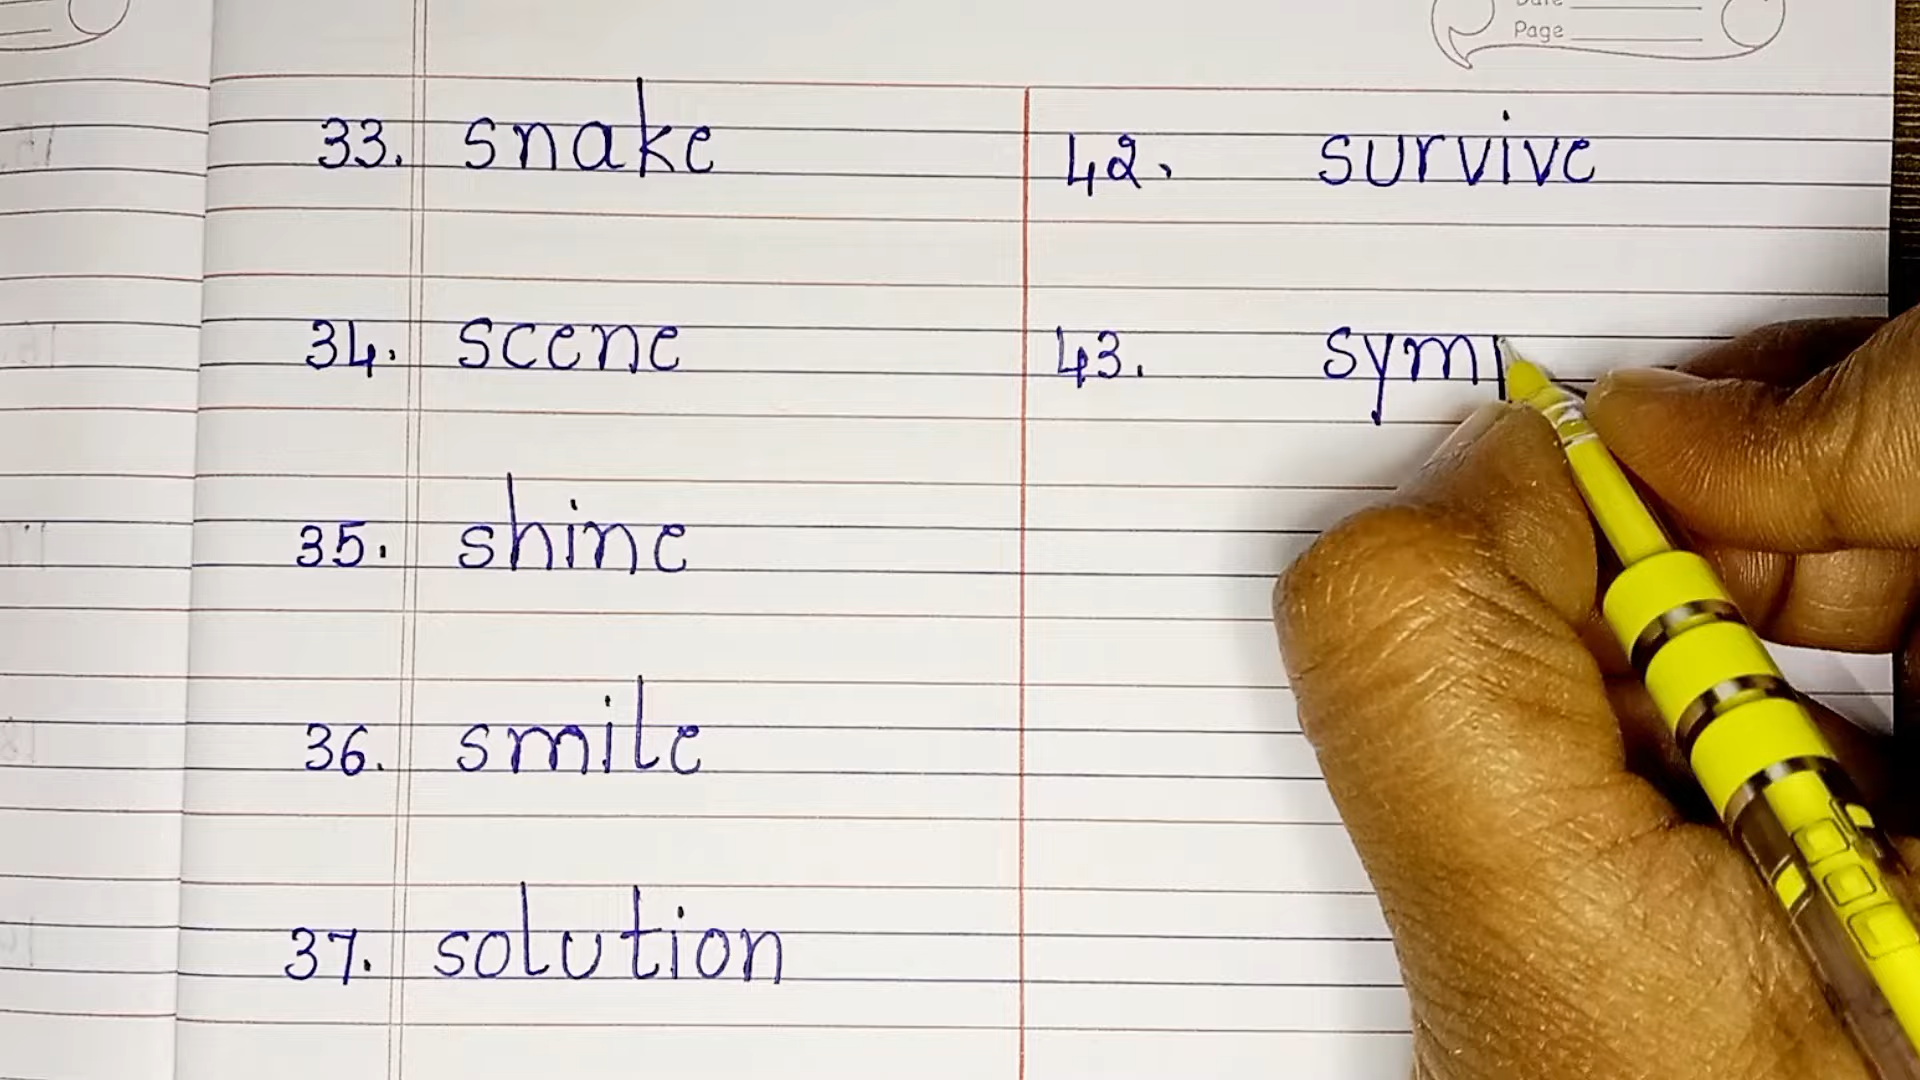 Page
33. snake
34. scene
35. shine
36. smile
37. solution
42. survive
43. sym